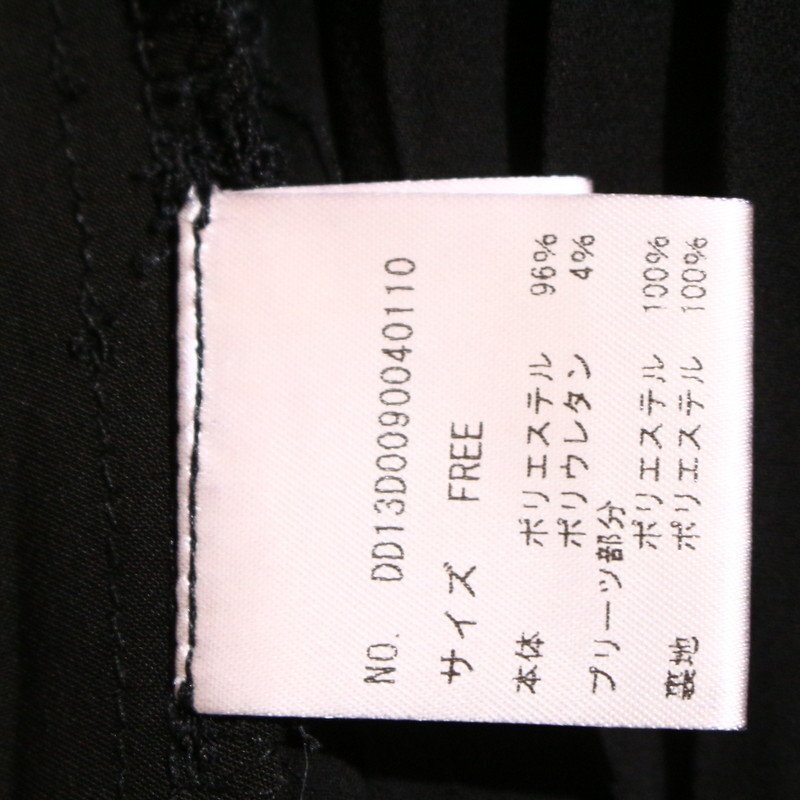 NO. DD13D0090040110
サイズ FREE
本体 ポリエステル 96%
ポリウレタン 4%
プリーツ部分
ポリエステル 100%
裏地 ポリエステル 100%